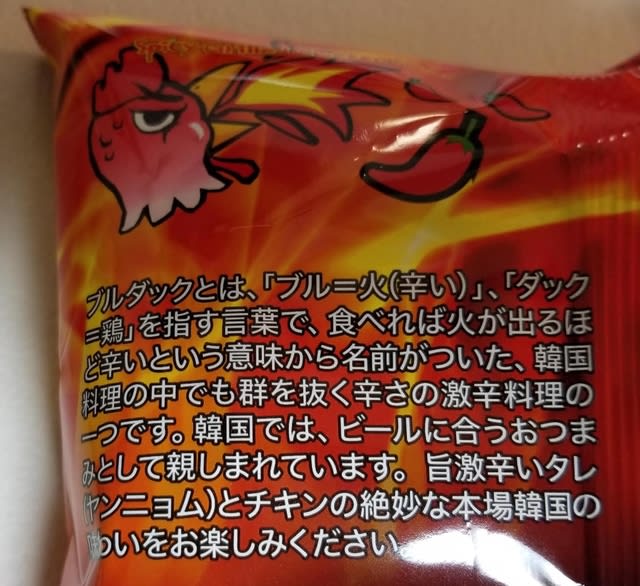 ブルダックとは、「ブル＝火(辛い)」、「ダック
＝鶏」を指す言葉で、食べれば火が出るほ
ど辛いという意味から名前がついた、韓国
料理の中でも群を抜く辛さの激辛料理の
一つです。韓国では、ビールに合うおつま
みとして親しまれています。旨激辛いタレ
(ヤンニョム)とチキンの絶妙な本場韓国の
味わいをお楽しみください